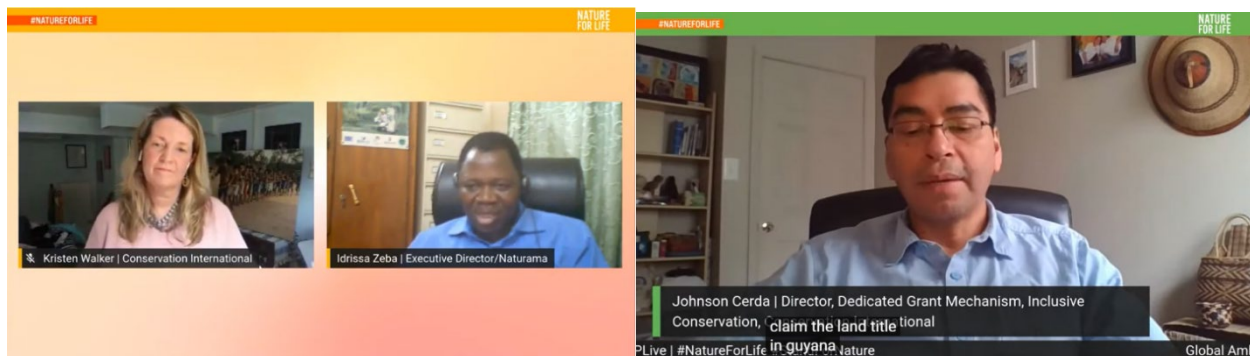 #NATUREFORLIFE
NATURE
FOR LIFE
Kristen Walker | Conservation International
Idrissa Zeba | Executive Director/Naturama
#NATUREFORLIFE
NATURE
FOR LIFE
Johnson Cerda | Director, Dedicated Grant Mechanism, Inclusive
Conservation,
claim the land title
in guyana
PLive | #NatureForLife
Nature
Global Am